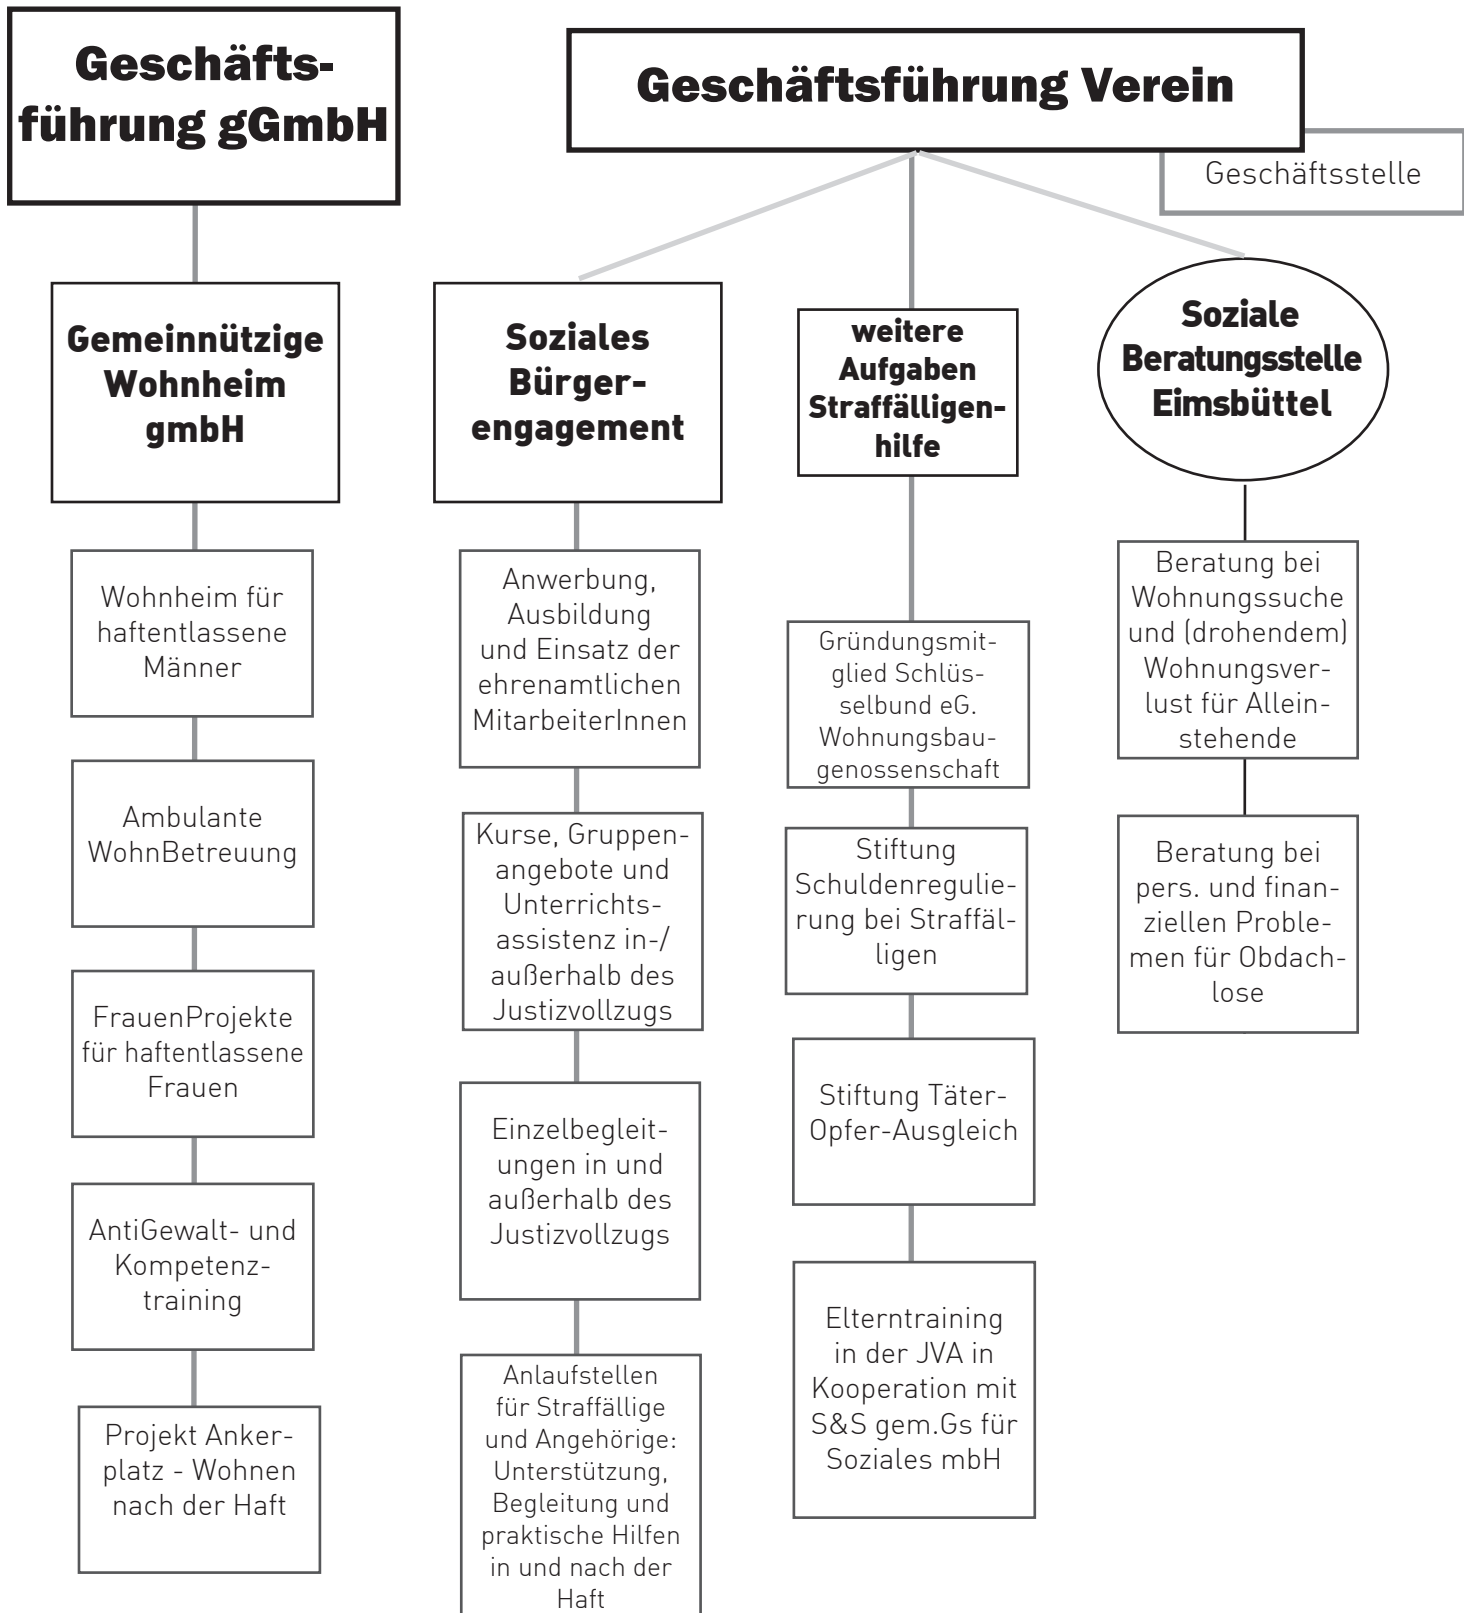 Geschäfts-
führung gGmbH
Geschäftsführung Verein
Geschäftsstelle
Gemeinnützige
Wohnheim
gmbH
Wohnheim für
haftentlassene
Männer
Ambulante
WohnBetreuung
FrauenProjekte
für haftentlassene
Frauen
AntiGewalt- und
Kompetenz-
training
Projekt Anker-
platz - Wohnen
nach der Haft
Soziales
Bürger-
engagement
Anwerbung,
Ausbildung
und Einsatz der
ehrenamtlichen
MitarbeiterInnen
Kurse, Gruppen-
angebote und
Unterrichts-
assistenz in-/
außerhalb des
Justizvollzugs
Einzelbegleit-
ungen in und
außerhalb des
Justizvollzugs
Anlaufstellen
für Straffällige
und Angehörige:
Unterstützung,
Begleitung und
praktische Hilfen
in und nach der
Haft
weitere
Aufgaben
Straffälligen-
hilfe
Gründungsmit-
glied Schlüs-
selbund eG.
Wohnungsbau-
genossenschaft
Stiftung
Schuldenregulie-
rung bei Straffäl-
ligen
Stiftung Täter-
Opfer-Ausgleich
Elterntraining
in der JVA in
Kooperation mit
S&S gem.Gs für
Soziales mbH
Soziale
Beratungsstelle
Eimsbüttel
Beratung bei
Wohnungssuche
und (drohendem)
Wohnungsver-
lust für Allein-
stehende
Beratung bei
pers. und finan-
ziellen Proble-
men für Obdach-
lose